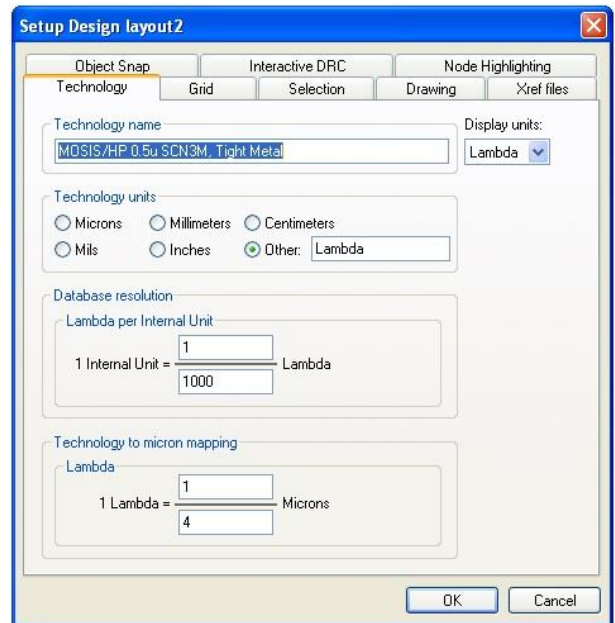 Setup Design layout2
Object Snap Interactive DRC Node Highlighting
Technology Grid Selection Drawing Xref files
Technology name
MOSIS/HP 0.5u SCN3M, Tight Metal
Display units:
Lambda
Technology units
Microns Millimeters Centimeters
Mils Inches Other: Lambda
Database resolution
Lambda per Internal Unit
1
1 Internal Unit = Lambda
1000
Technology to micron mapping
Lambda
1
1 Lambda = Microns
4
OK Cancel